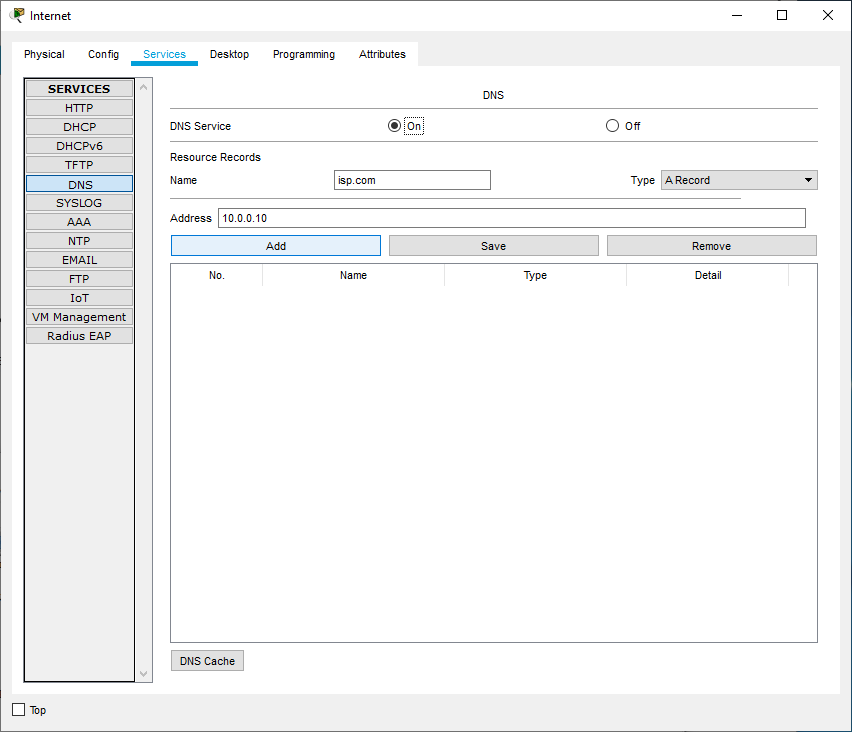 Internet
Physical Config Services Desktop Programming Attributes
SERVICES
HTTP
DHCP
DHCPv6
TFTP
DNS
SYSLOG
AAA
NTP
EMAIL
FTP
IoT
VM Management
Radius EAP
DNS
DNS Service On Off
Resource Records
Name isp.com Type A Record
Address 10.0.0.10
Add Save Remove
No. Name Type Detail
DNS Cache
Top